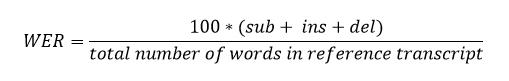 WER = 100 * (sub + ins + del) / total number of words in reference transcript